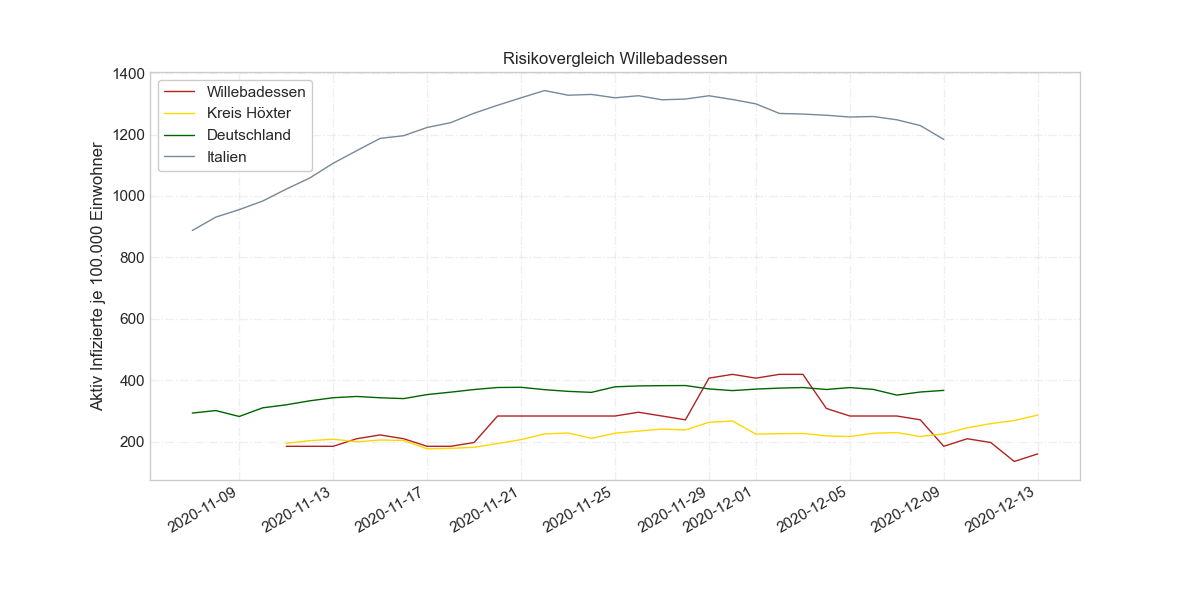 Risikovergleich Willebadessen
Aktiv Infizierte je 100.000 Einwohner
1400
1200
1000
800
600
400
200
Willebadessen
Kreis Höxter
Deutschland
Italien
2020-11-09
2020-11-13
2020-11-17
2020-11-21
2020-11-25
2020-11-29
2020-12-01
2020-12-05
2020-12-09
2020-12-13